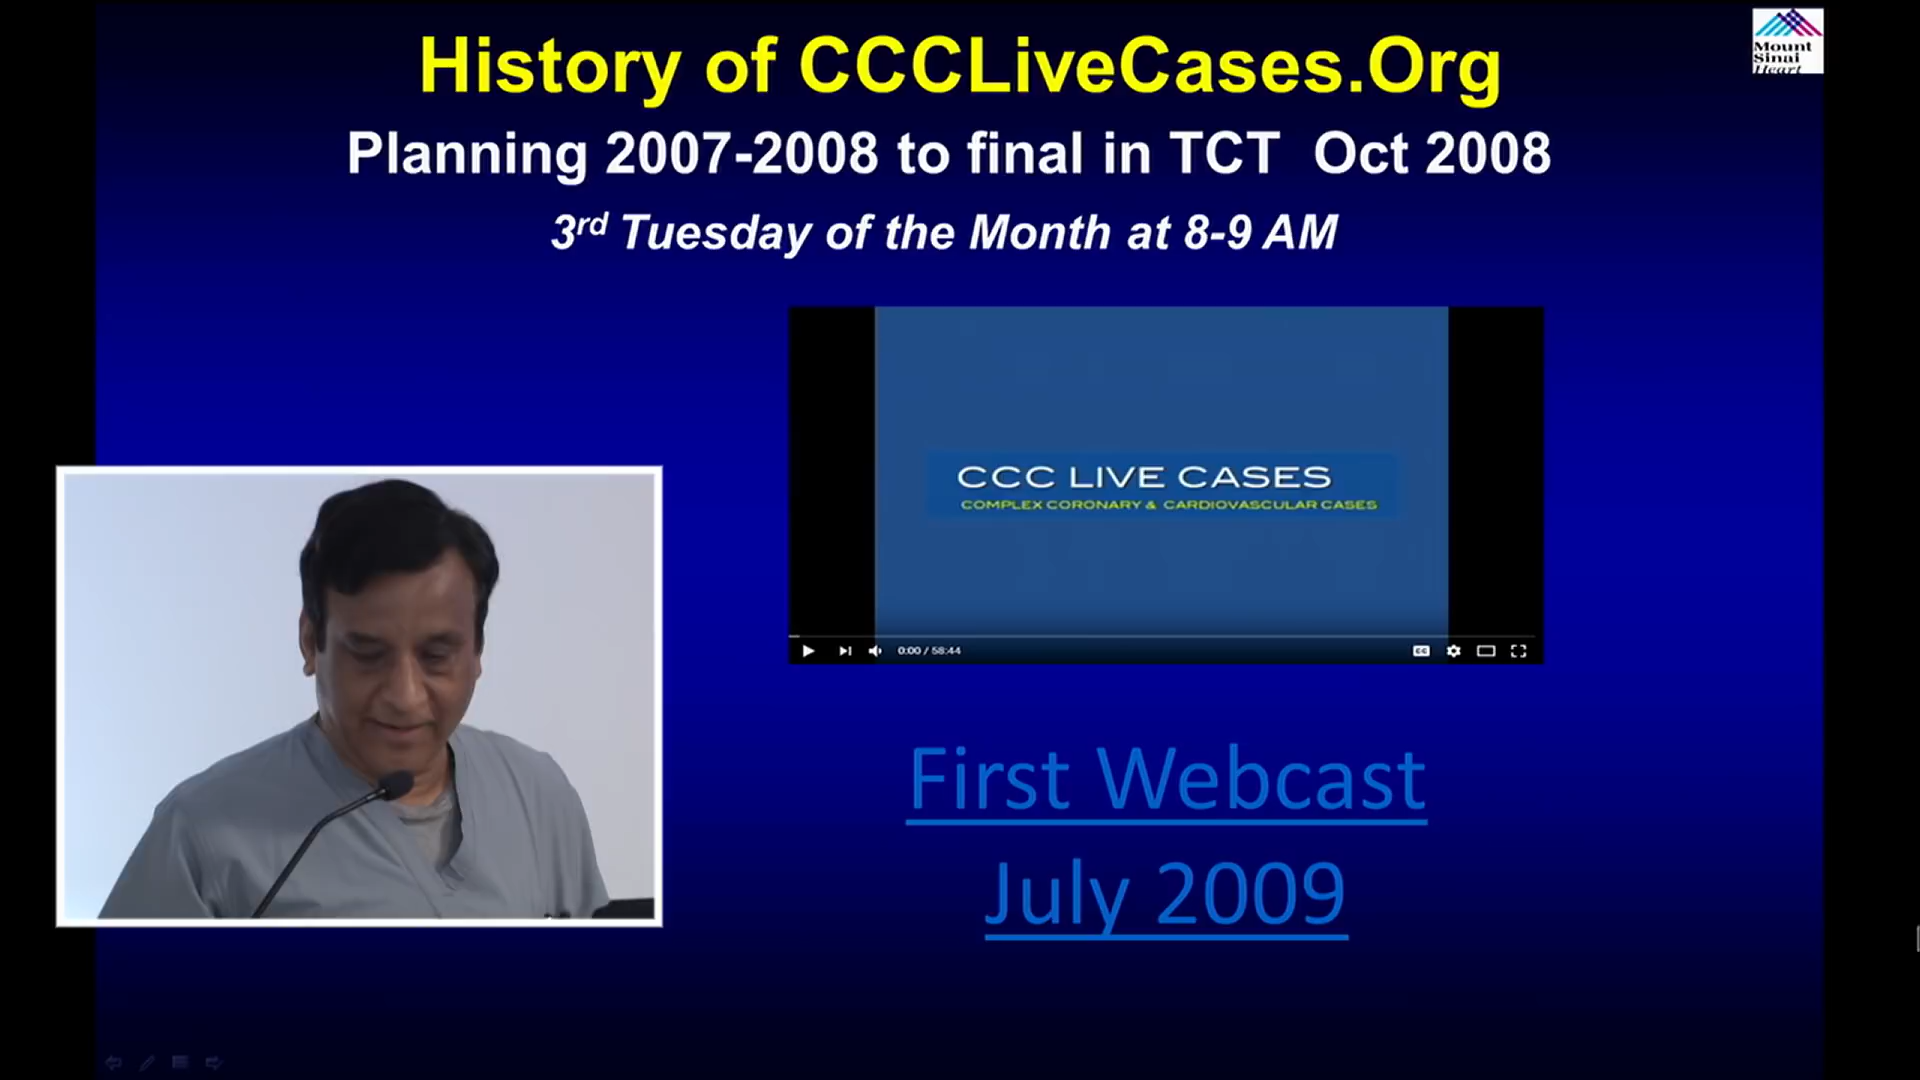 History of CCCLiveCases.Org
Mount
Sinai
Heart
Planning 2007-2008 to final in TCT Oct 2008
3rd Tuesday of the Month at 8-9 AM
CCC LIVE CASES
COMPLEX CORONARY & CARDIOVASCULAR CASES
0:00 / 58:44
CC
First Webcast
July 2009